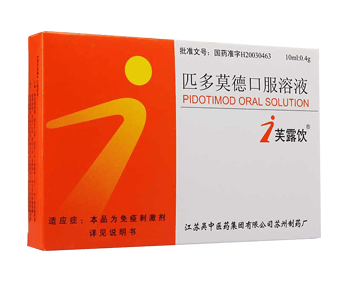 批准文号：国药准字H20030463
10ml:0.4g
匹多莫德口服溶液
PIDOTIMOD ORAL SOLUTION
芙露饮®
适应症：本品为免疫刺激剂
详见说明书
江苏吴中医药集团有限公司苏州制药厂